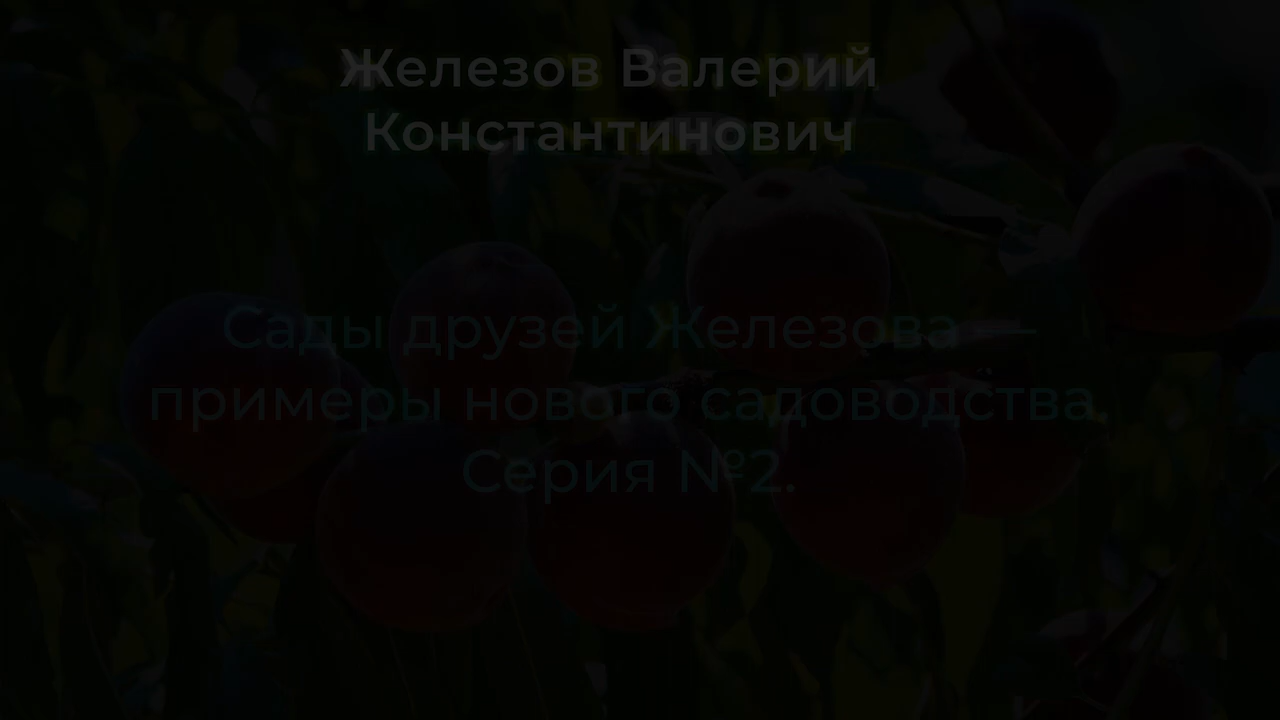 Железов Валерий
Константинович
Сады друзей Железова —
примеры нового садоводства.
Серия №2.